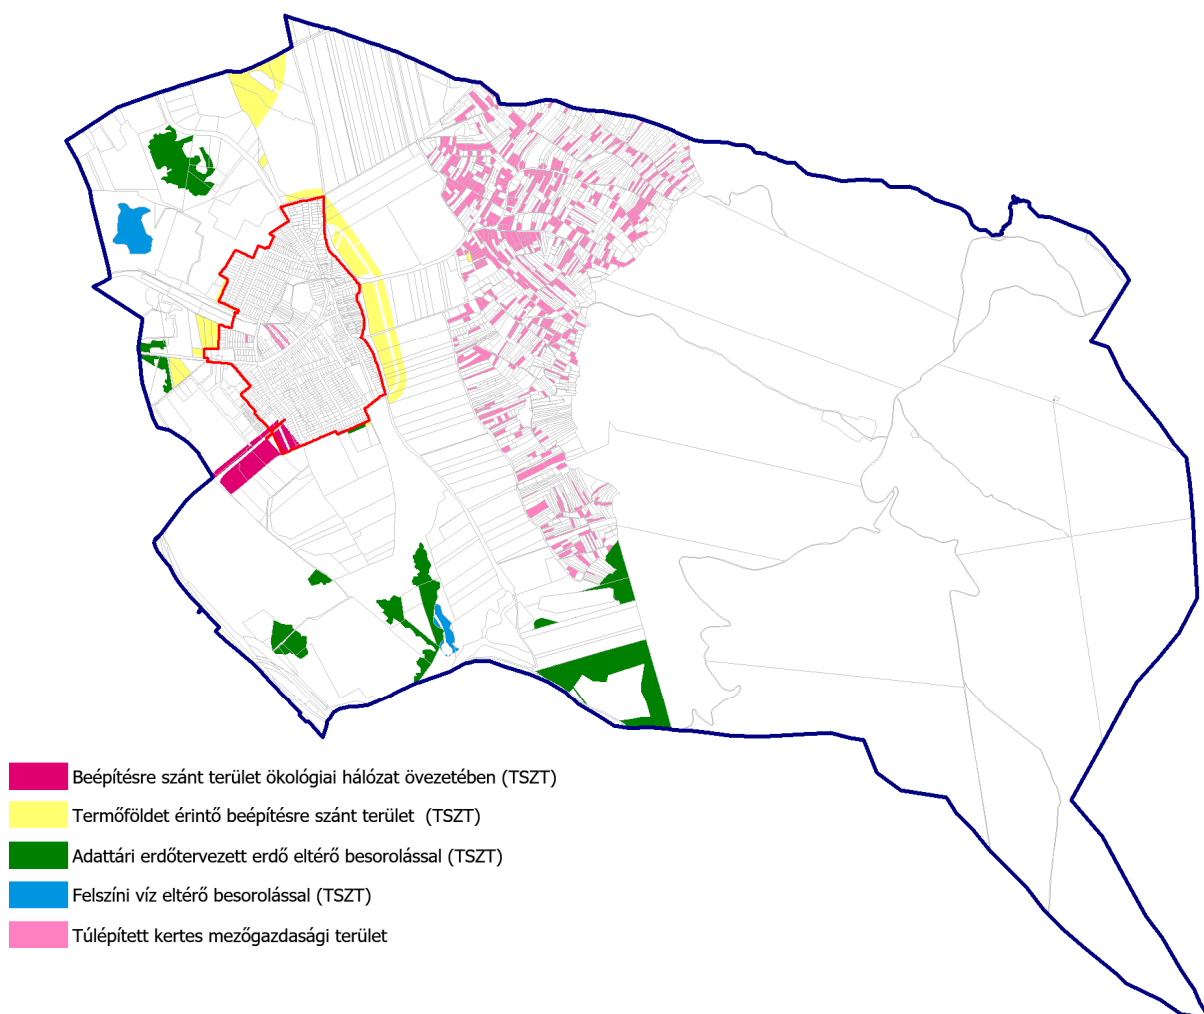 Beépítésre szánt terület ökológiai hálózat övezetében (TSZT)
Termőföldet érintő beépítésre szánt terület (TSZT)
Adattári erdőtervezett erdő eltérő besorolással (TSZT)
Felszíni víz eltérő besorolással (TSZT)
Túlépített kertes mezőgazdasági terület